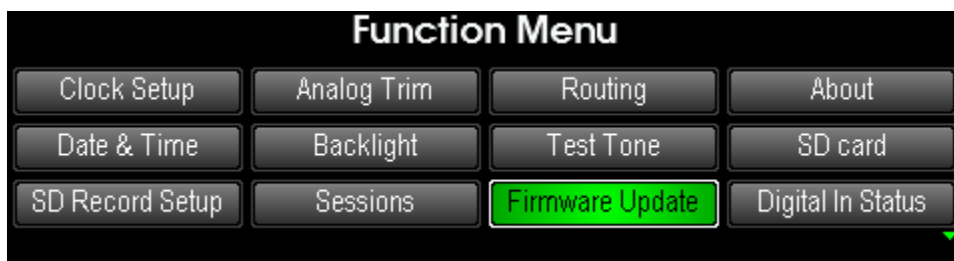 Function Menu
Clock Setup Analog Trim Routing About
Date & Time Backlight Test Tone SD card
SD Record Setup Sessions Firmware Update Digital In Status